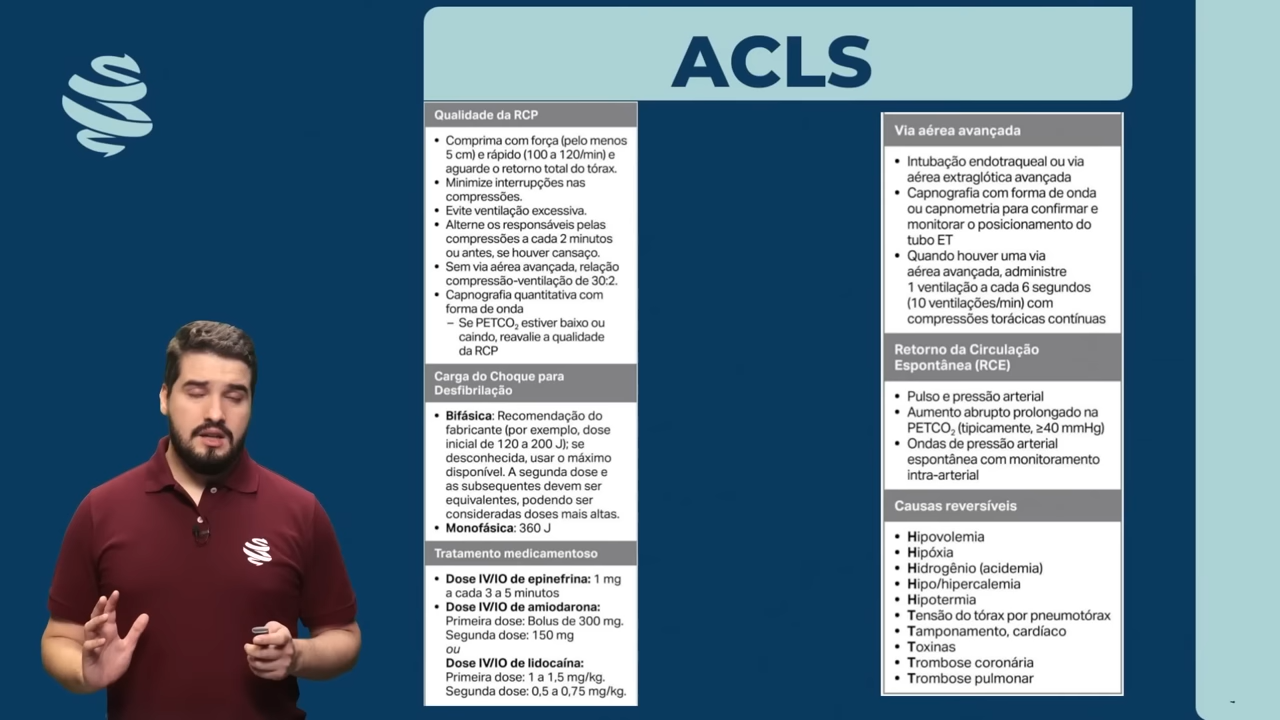 ACLS
Qualidade da RCP
• Comprima com força (pelo menos
5 cm) e rápido (100 a 120/min) e
aguarde o retorno total do tórax.
• Minimize interrupções nas
compressões.
• Evite ventilação excessiva.
• Alterne os responsáveis pelas
compressões a cada 2 minutos
ou antes, se houver cansaço.
• Sem via aérea avançada, relação
compressão-ventilação de 30:2.
• Capnografia quantitativa com
forma de onda
– Se PETCO₂ estiver baixo ou
caindo, reavalie a qualidade
da RCP
Carga do Choque para
Desfibrilação
• Bifásica: Recomendação do
fabricante (por exemplo, dose
inicial de 120 a 200 J); se
desconhecida, usar o máximo
disponível. A segunda dose e
as subsequentes devem ser
equivalentes, podendo ser
consideradas doses mais altas.
• Monofásica: 360 J
Tratamento medicamentoso
• Dose IV/IO de epinefrina: 1 mg
a cada 3 a 5 minutos
• Dose IV/IO de amiodarona:
Primeira dose: Bolus de 300 mg.
Segunda dose: 150 mg
ou
Dose IV/IO de lidocaína:
Primeira dose: 1 a 1,5 mg/kg.
Segunda dose: 0,5 a 0,75 mg/kg.
Via aérea avançada
• Intubação endotraqueal ou via
aérea extraglótica avançada
• Capnografia com forma de onda
ou capnometria para confirmar e
monitorar o posicionamento do
tubo ET
• Quando houver uma via
aérea avançada, administre
1 ventilação a cada 6 segundos
(10 ventilações/min) com
compressões torácicas contínuas
Retorno da Circulação
Espontânea (RCE)
• Pulso e pressão arterial
• Aumento abrupto prolongado na
PETCO₂ (tipicamente, ≥40 mmHg)
• Ondas de pressão arterial
espontânea com monitoramento
intra-arterial
Causas reversíveis
• Hipovolemia
• Hipóxia
• Hidrogênio (acidemia)
• Hipo/hipercalemia
• Hipotermia
• Tensão do tórax por pneumotórax
• Tamponamento, cardíaco
• Toxinas
• Trombose coronária
• Trombose pulmonar